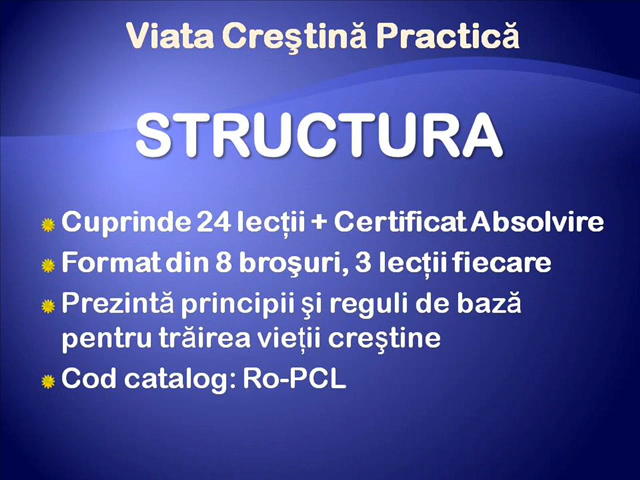 Viata Creştină Practică
STRUCTURA
Cuprinde 24 lecții + Certificat Absolvire
Format din 8 broşuri, 3 lecții fiecare
Prezintă principii şi reguli de bază
pentru trăirea vieții creştine
Cod catalog: Ro-PCL